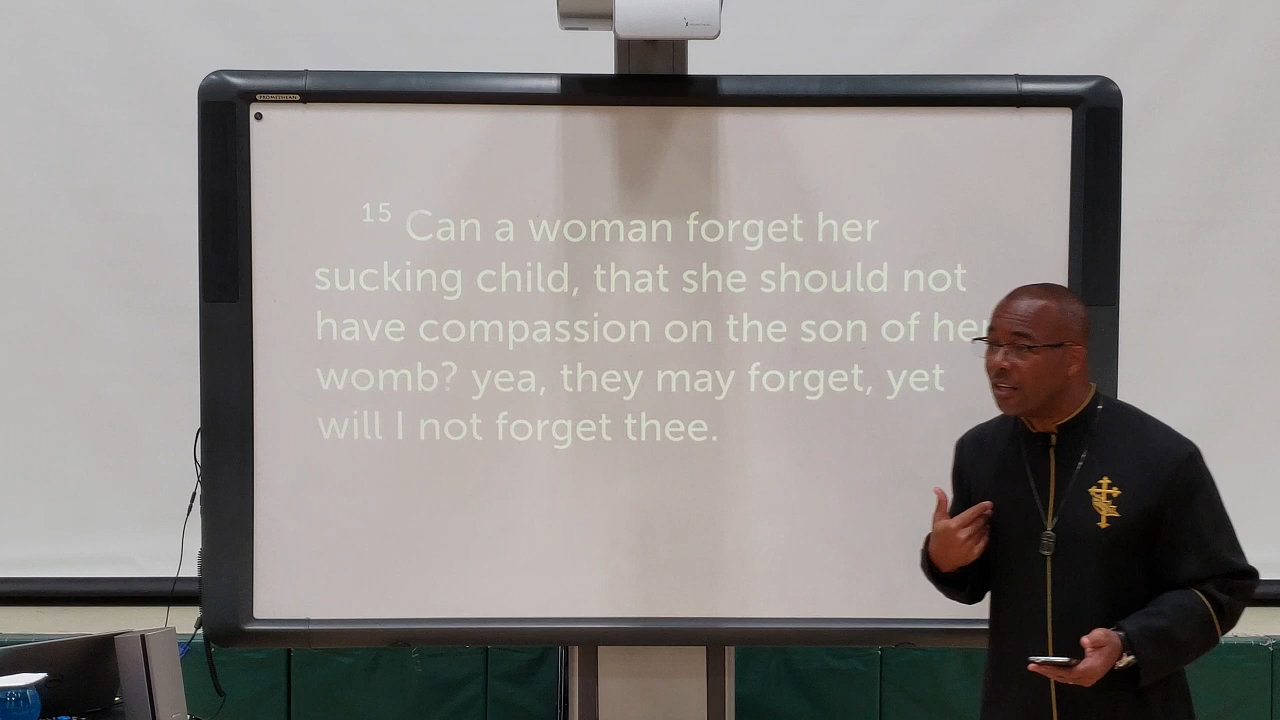 PROMETHEAN
15 Can a woman forget her
sucking child, that she should not
have compassion on the son of her
womb? yea, they may forget, yet
will I not forget thee.